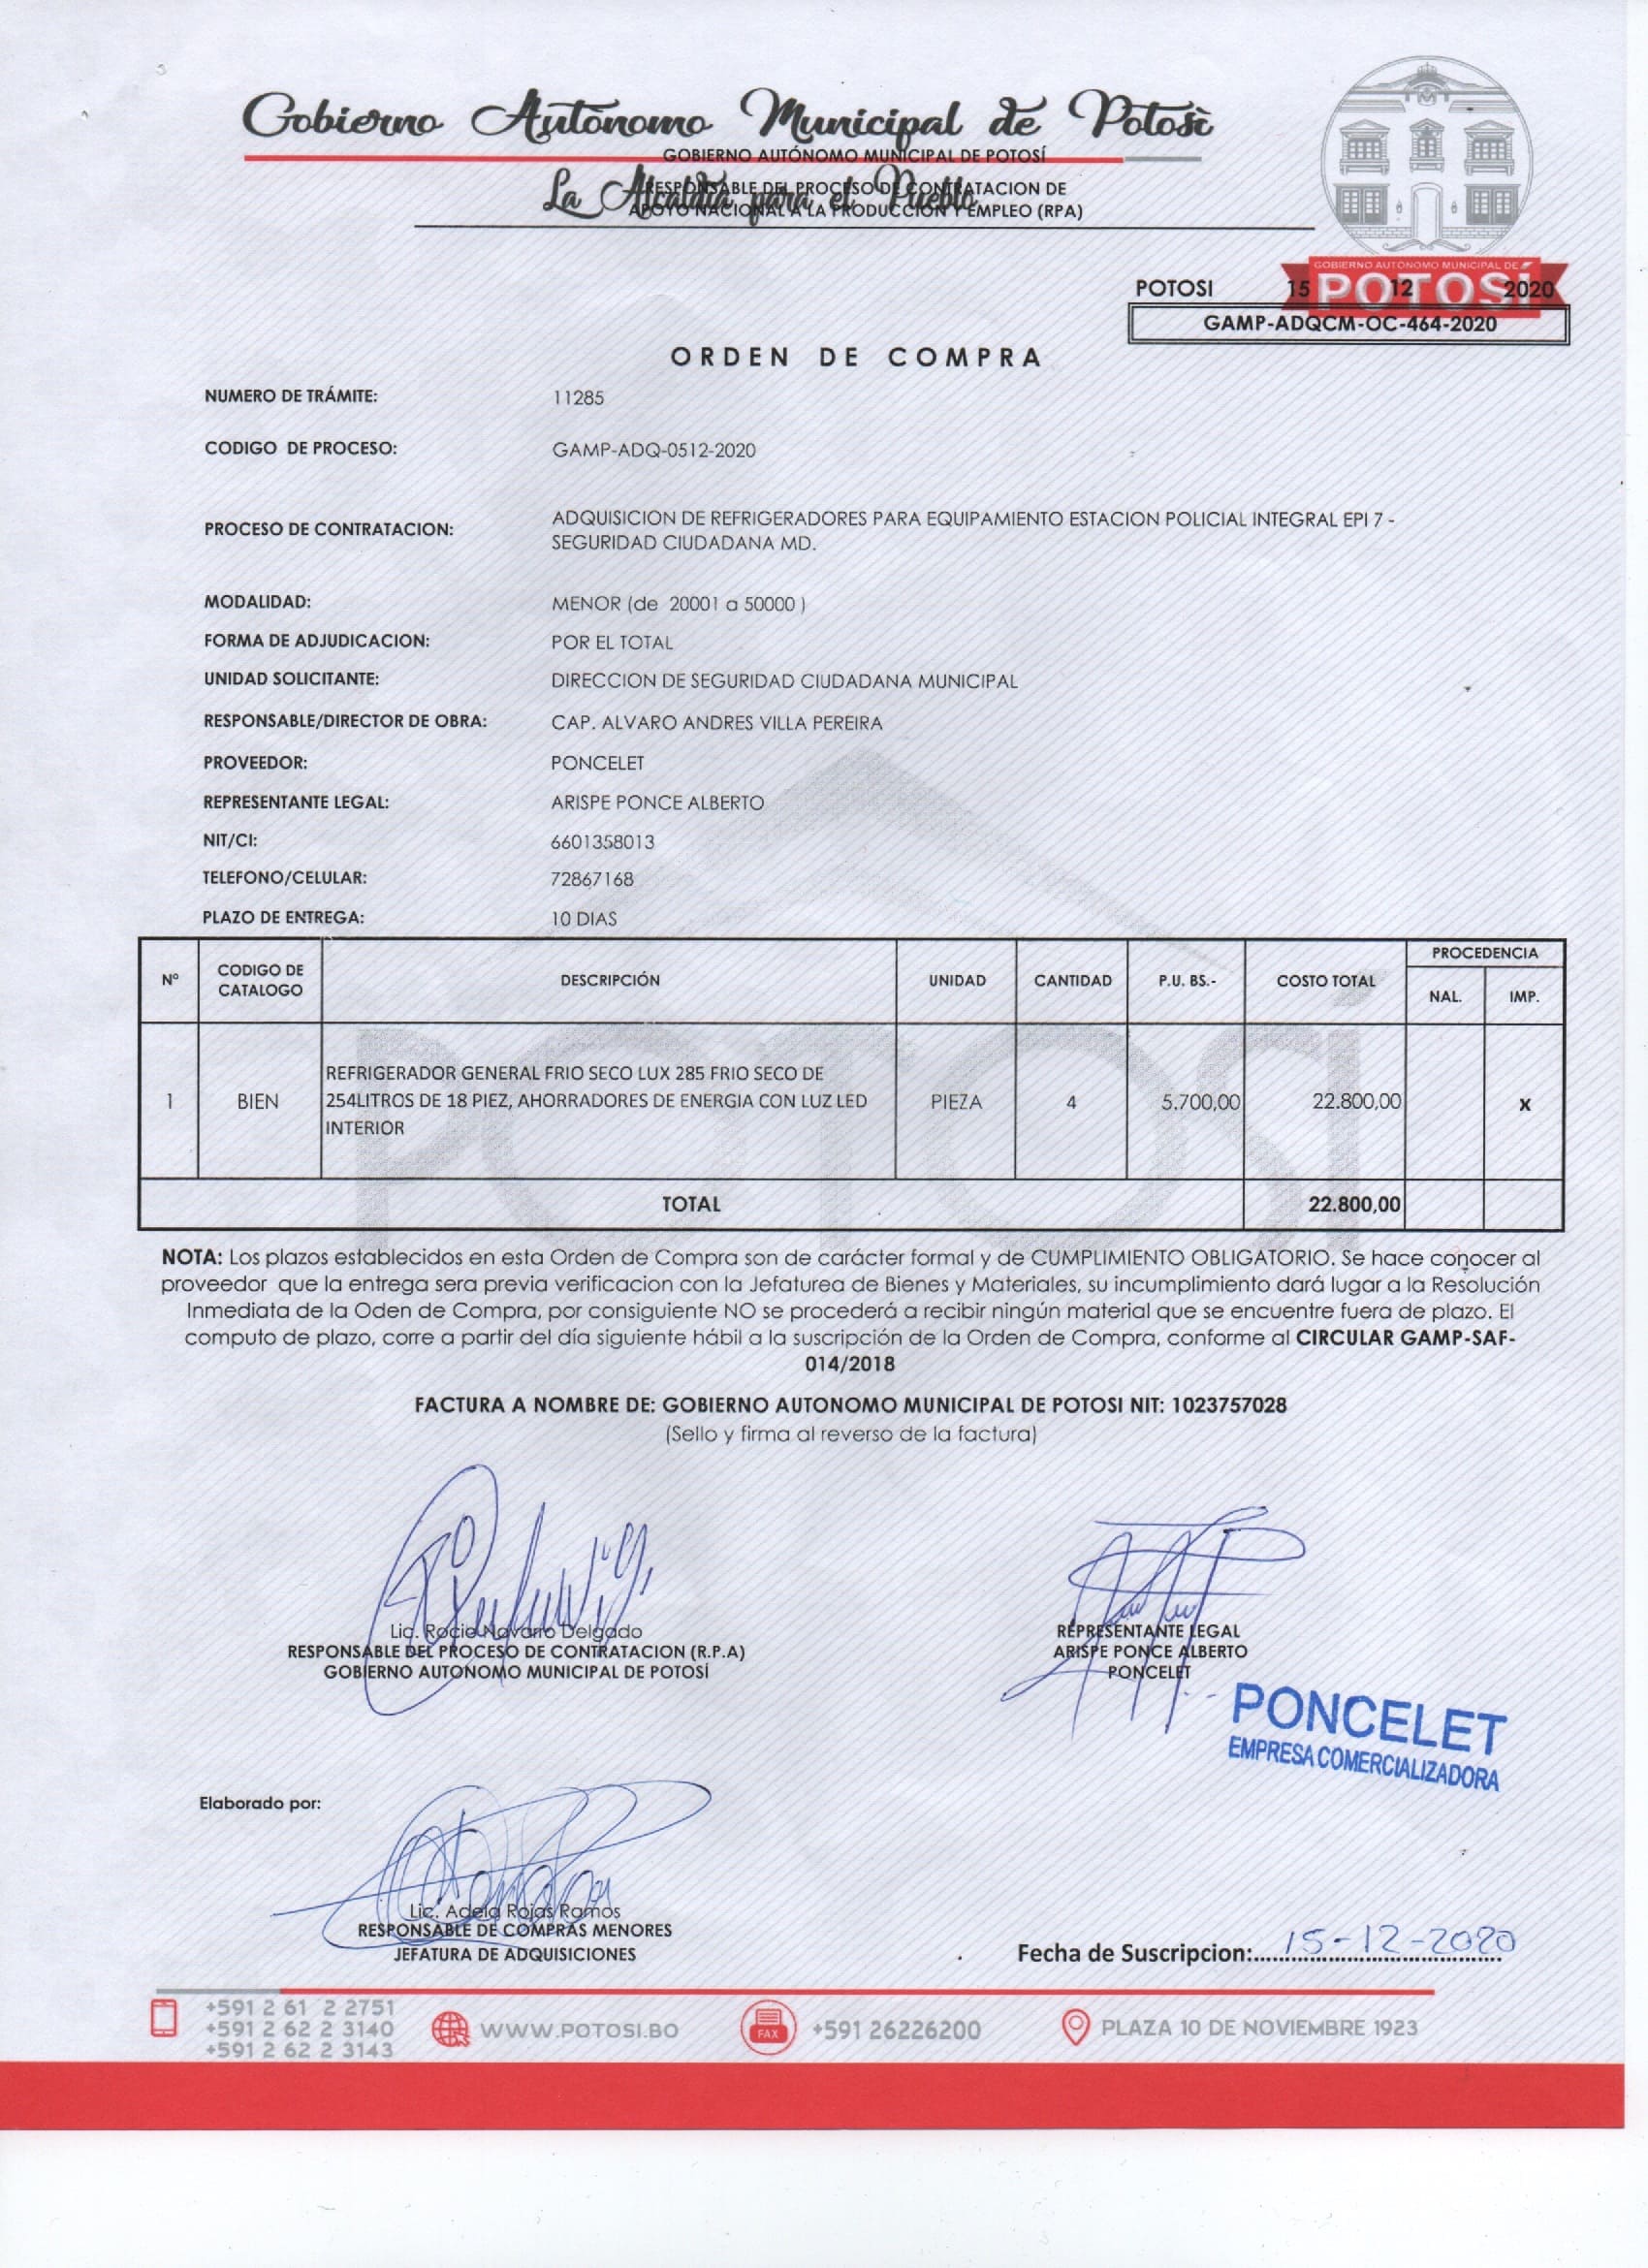 Gobierno Autònomo Municipal de Potosì
GOBIERNO AUTÓNOMO MUNICIPAL DE POTOSÍ
La Alcaldía para el Pueblo
RESPONSABLE DEL PROCESO DE CONTRATACION DE
APOYO NACIONAL A LA PRODUCCIÓN Y EMPLEO (RPA)
GOBIERNO AUTÓNOMO MUNICIPAL DE
POTOSÍ
POTOSI 15 12 2020
GAMP-ADQCM-OC-464-2020
ORDEN DE COMPRA
NUMERO DE TRÁMITE: 11285
CODIGO DE PROCESO: GAMP-ADQ-0512-2020
PROCESO DE CONTRATACION: ADQUISICION DE REFRIGERADORES PARA EQUIPAMIENTO ESTACION POLICIAL INTEGRAL EPI 7 -
SEGURIDAD CIUDADANA MD.
MODALIDAD: MENOR (de 20001 a 50000 )
FORMA DE ADJUDICACION: POR EL TOTAL
UNIDAD SOLICITANTE: DIRECCION DE SEGURIDAD CIUDADANA MUNICIPAL
RESPONSABLE/DIRECTOR DE OBRA: CAP. ALVARO ANDRES VILLA PEREIRA
PROVEEDOR: PONCELET
REPRESENTANTE LEGAL: ARISPE PONCE ALBERTO
NIT/CI: 6601358013
TELEFONO/CELULAR: 72867168
PLAZO DE ENTREGA: 10 DIAS
Nº CODIGO DE CATALOGO DESCRIPCIÓN UNIDAD CANTIDAD P.U. BS.- COSTO TOTAL PROCEDENCIA
NAL. IMP.
REFRIGERADOR GENERAL FRIO SECO LUX 285 FRIO SECO DE
1 BIEN 254LITROS DE 18 PIEZ, AHORRADORES DE ENERGIA CON LUZ LED PIEZA 4 5.700,00 22.800,00 X
INTERIOR
TOTAL 22.800,00
POTOSÍ
NOTA: Los plazos establecidos en esta Orden de Compra son de carácter formal y de CUMPLIMIENTO OBLIGATORIO. Se hace conocer al
proveedor que la entrega sera previa verificacion con la Jefaturea de Bienes y Materiales, su incumplimiento dará lugar a la Resolución
Inmediata de la Oden de Compra, por consiguiente NO se procederá a recibir ningún material que se encuentre fuera de plazo. El
computo de plazo, corre a partir del día siguiente hábil a la suscripción de la Orden de Compra, conforme al CIRCULAR GAMP-SAF-
014/2018
FACTURA A NOMBRE DE: GOBIERNO AUTONOMO MUNICIPAL DE POTOSI NIT: 1023757028
(Sello y firma al reverso de la factura)
Lic. Rocio Navarro Delgado
RESPONSABLE DEL PROCESO DE CONTRATACION (R.P.A)
GOBIERNO AUTONOMO MUNICIPAL DE POTOSÍ
REPRESENTANTE LEGAL
ARISPE PONCE ALBERTO
PONCELET
PONCELET
EMPRESA COMERCIALIZADORA
Elaborado por:
Lic. Adela Rojas Ramos
RESPONSABLE DE COMPRAS MENORES
JEFATURA DE ADQUISICIONES
Fecha de Suscripcion: 15-12-2020
+591 2 61 2 2751
+591 2 62 2 3140
+591 2 62 2 3143
WWW.POTOSI.BO
FAX
+591 26226200
PLAZA 10 DE NOVIEMBRE 1923